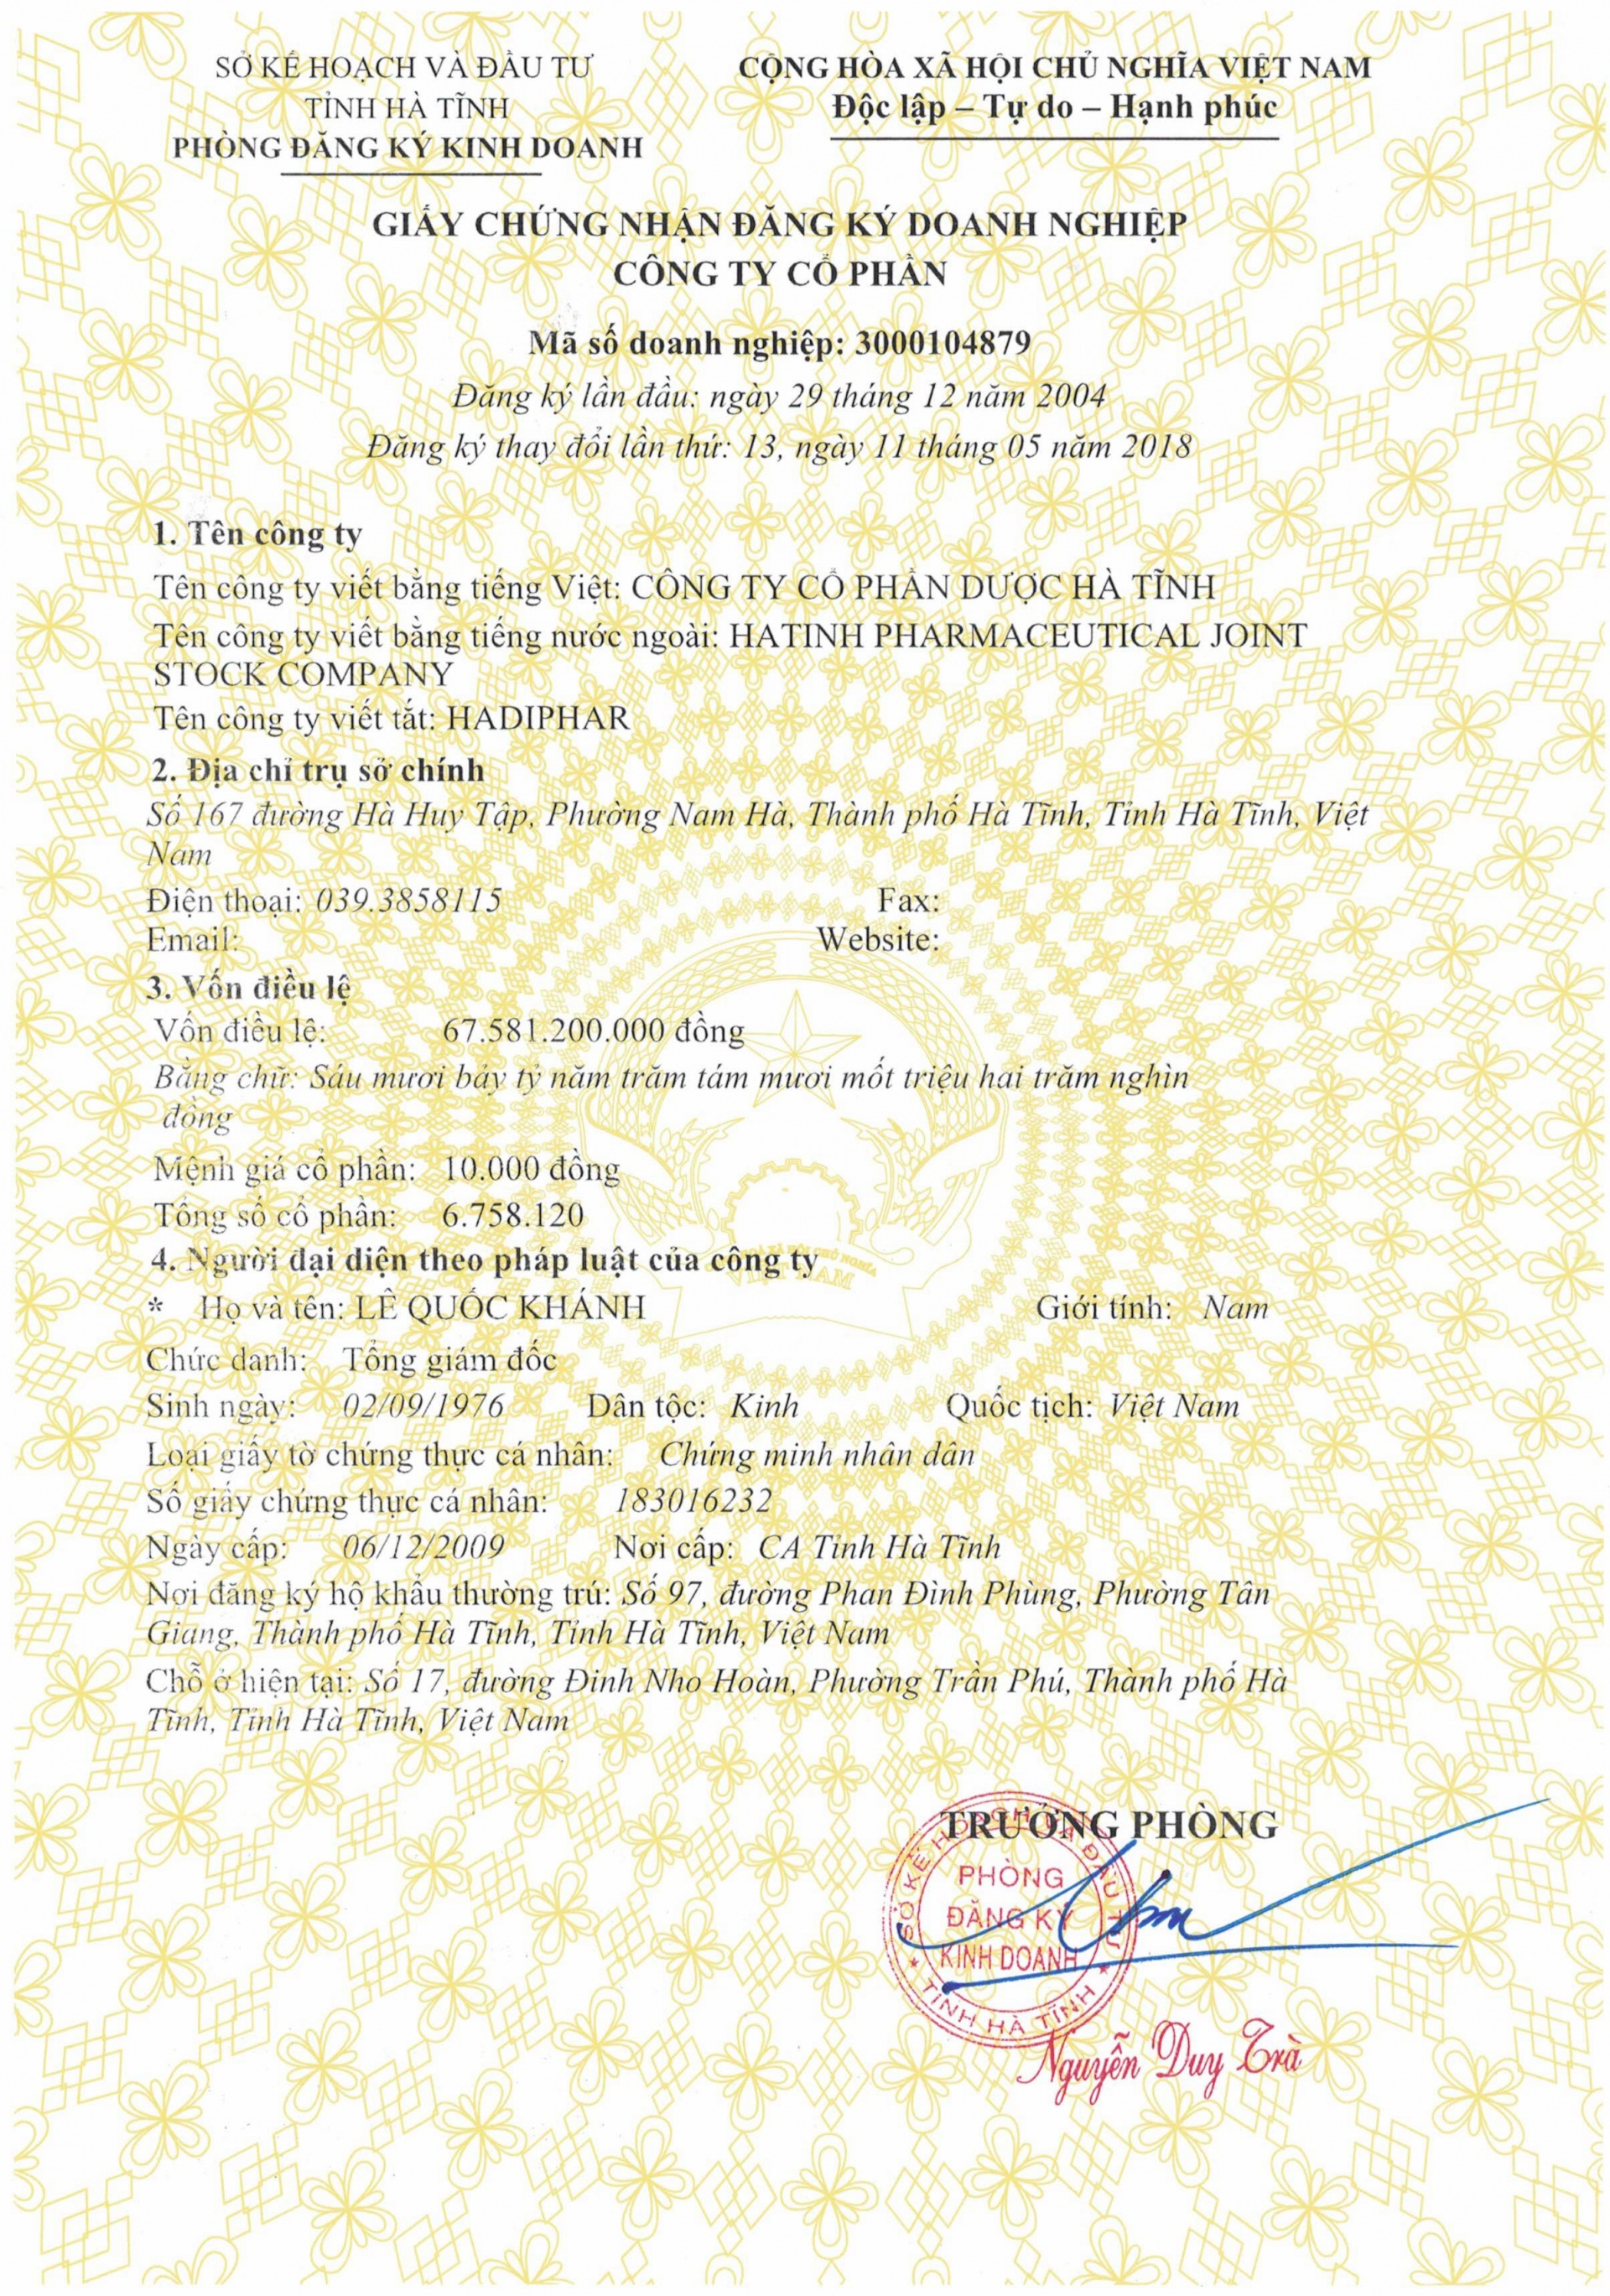 SỞ KẾ HOẠCH VÀ ĐẦU TƯ
TỈNH HÀ TĨNH
PHÒNG ĐĂNG KÝ KINH DOANH
CỘNG HÒA XÃ HỘI CHỦ NGHĨA VIỆT NAM
Độc lập – Tự do – Hạnh phúc
GIẤY CHỨNG NHẬN ĐĂNG KÝ DOANH NGHIỆP
CÔNG TY CỔ PHẦN
Mã số doanh nghiệp: 3000104879
Đăng ký lần đầu: ngày 29 tháng 12 năm 2004
Đăng ký thay đổi lần thứ: 13, ngày 11 tháng 05 năm 2018
1. Tên công ty
Tên công ty viết bằng tiếng Việt: CÔNG TY CỔ PHẦN DƯỢC HÀ TĨNH
Tên công ty viết bằng tiếng nước ngoài: HATINH PHARMACEUTICAL JOINT
STOCK COMPANY
Tên công ty viết tắt: HADIPHAR
2. Địa chỉ trụ sở chính
Số 167 đường Hà Huy Tập, Phường Nam Hà, Thành phố Hà Tĩnh, Tỉnh Hà Tĩnh, Việt
Nam
Điện thoại: 039.3858115 Fax:
Email: Website:
3. Vốn điều lệ
Vốn điều lệ: 67.581.200.000 đồng
Bằng chữ: Sáu mươi bảy tỷ năm trăm tám mươi mốt triệu hai trăm nghìn
đồng
Mệnh giá cổ phần: 10.000 đồng
Tổng số cổ phần: 6.758.120
4. Người đại diện theo pháp luật của công ty
* Họ và tên: LÊ QUỐC KHÁNH Giới tính: Nam
Chức danh: Tổng giám đốc
Sinh ngày: 02/09/1976 Dân tộc: Kinh Quốc tịch: Việt Nam
Loại giấy tờ chứng thực cá nhân: Chứng minh nhân dân
Số giấy chứng thực cá nhân: 183016232
Ngày cấp: 06/12/2009 Nơi cấp: CA Tỉnh Hà Tĩnh
Nơi đăng ký hộ khẩu thường trú: Số 97, đường Phan Đình Phùng, Phường Tân
Giang, Thành phố Hà Tĩnh, Tỉnh Hà Tĩnh, Việt Nam
Chỗ ở hiện tại: Số 17, đường Đinh Nho Hoàn, Phường Trần Phú, Thành phố Hà
Tĩnh, Tỉnh Hà Tĩnh, Việt Nam
TRƯỞNG PHÒNG
SỞ KẾ HOẠCH VÀ ĐẦU TƯ
PHÒNG
ĐĂNG KÝ
KINH DOANH
TỈNH HÀ TĨNH
Nguyễn Duy Trà